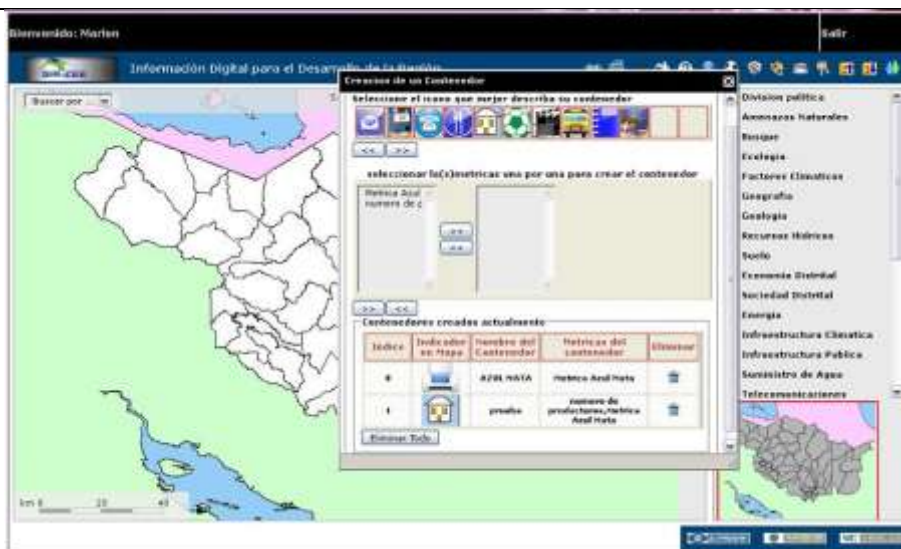 Bienvenido: Marlon
Salir
Información Digital para el Desarrollo de la Región
Creacion de un Contenedor
Buscar por ...
Seleccione el icono que mejor describa su contenedor
<< >>
seleccionar la(s)metricas una por una para crear el contenedor
Metrica Azul
numero de p
>>
<<
>> <<
Contenedores creados actualmente
Indice
Indicador en Mapa
Nombre del Contenedor
Metricas del contenedor
Eliminar
0
AZUL NATA
Metrica Azul Nata
1
prueba
numero de productores,Metrica Azul Nata
Eliminar Todo
Division politica
Amenazas Naturales
Bosque
Ecologia
Factores Climaticos
Geografia
Geologia
Recursos Hidricos
Suelo
Economia Distrital
Sociedad Distrital
Energia
Infraestructura Climatica
Infraestructura Publica
Suministro de Agua
Telecomunicaciones
km 0 20 40